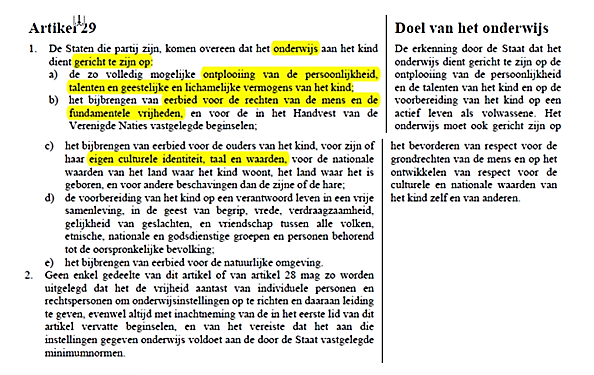 Artikel 29
1. De Staten die partij zijn, komen overeen dat het onderwijs aan het kind
dient gericht te zijn op:
a) de zo volledig mogelijke ontplooiing van de persoonlijkheid,
talenten en geestelijke en lichamelijke vermogens van het kind;
b) het bijbrengen van eerbied voor de rechten van de mens en de
fundamentele vrijheden, en voor de in het Handvest van de
Verenigde Naties vastgelegde beginselen;
c) het bijbrengen van eerbied voor de ouders van het kind, voor zijn of
haar eigen culturele identiteit, taal en waarden, voor de nationale
waarden van het land waar het kind woont, het land waar het is
geboren, en voor andere beschavingen dan de zijne of de hare;
d) de voorbereiding van het kind op een verantwoord leven in een vrije
samenleving, in de geest van begrip, vrede, verdraagzaamheid,
gelijkheid van geslachten, en vriendschap tussen alle volken,
etnische, nationale en godsdienstige groepen en personen behorend
tot de oorspronkelijke bevolking;
e) het bijbrengen van eerbied voor de natuurlijke omgeving.
2. Geen enkel gedeelte van dit artikel of van artikel 28 mag zo worden
uitgelegd dat het de vrijheid aantast van individuele personen en
rechtspersonen om onderwijsinstellingen op te richten en daaraan leiding
te geven, evenwel altijd met inachtneming van de in het eerste lid van dit
artikel vervatte beginselen, en van het vereiste dat het aan die
instellingen gegeven onderwijs voldoet aan de door de Staat vastgelegde
minimumnormen.
Doel van het onderwijs
De erkenning door de Staat dat het
onderwijs dient gericht te zijn op de
ontplooiing van de persoonlijkheid
en de talenten van het kind en op de
voorbereiding van het kind op een
actief leven als volwassene. Het
onderwijs moet ook gericht zijn op
het bevorderen van respect voor de
grondrechten van de mens en op het
ontwikkelen van respect voor de
culturele en nationale waarden van
het kind zelf en van anderen.